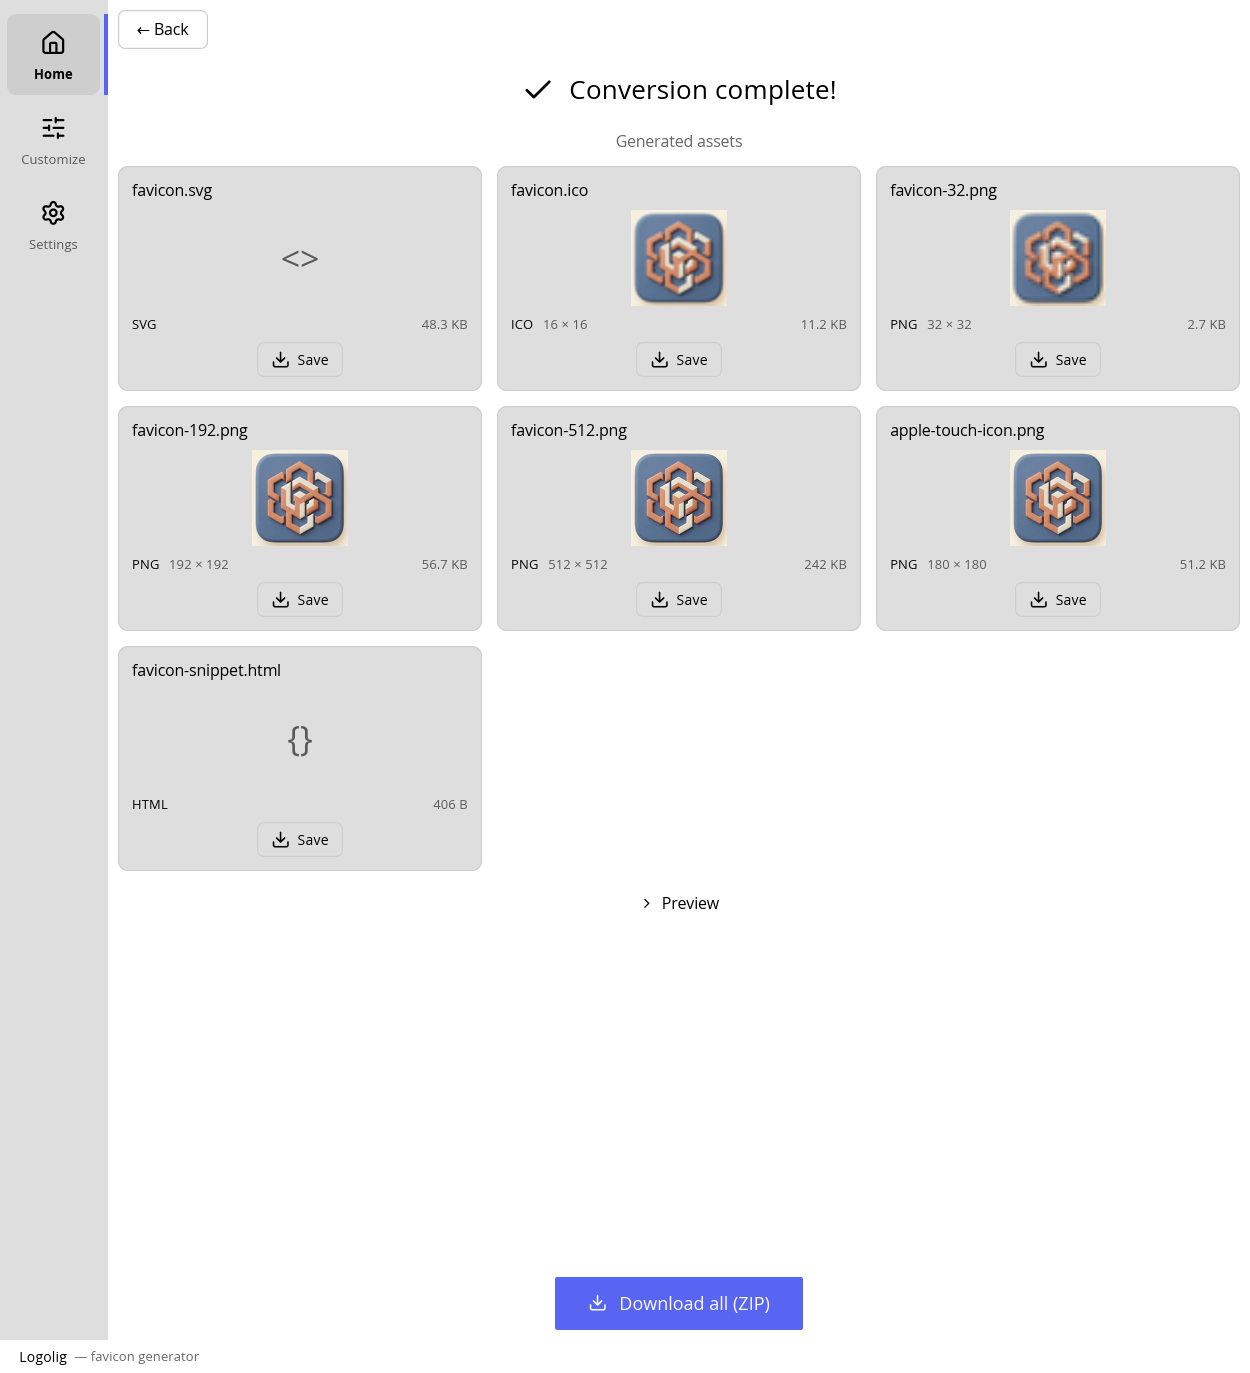 ← Back
Home
Customize
Settings
Conversion complete!
Generated assets
favicon.svg
<>
SVG 48.3 KB
Save
favicon.ico
ICO 16 × 16 11.2 KB
Save
favicon-32.png
PNG 32 × 32 2.7 KB
Save
favicon-192.png
PNG 192 × 192 56.7 KB
Save
favicon-512.png
PNG 512 × 512 242 KB
Save
apple-touch-icon.png
PNG 180 × 180 51.2 KB
Save
favicon-snippet.html
{}
HTML 406 B
Save
Preview
Download all (ZIP)
Logolig — favicon generator